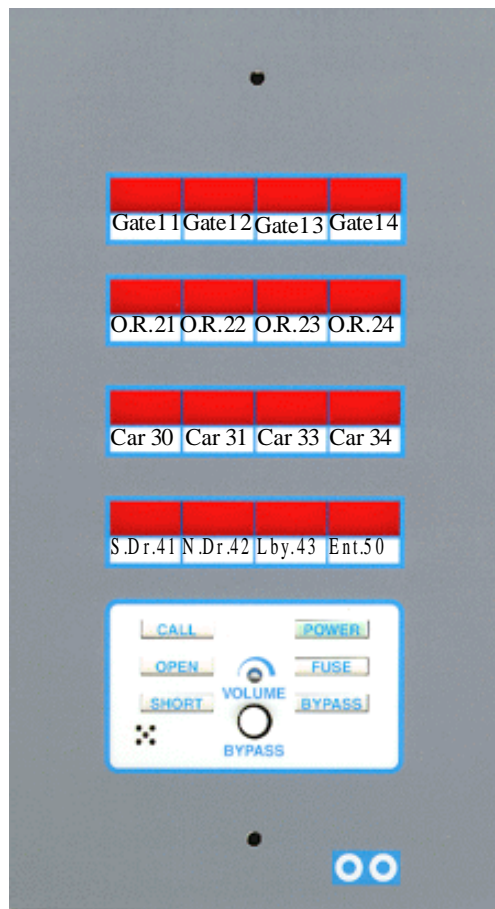 Gate11 Gate12 Gate13 Gate14
O.R.21 O.R.22 O.R.23 O.R.24
Car 30 Car 31 Car 33 Car 34
S.Dr.41 N.Dr.42 Lby.43 Ent.50
CALL POWER
OPEN FUSE
VOLUME
SHORT BYPASS
BYPASS